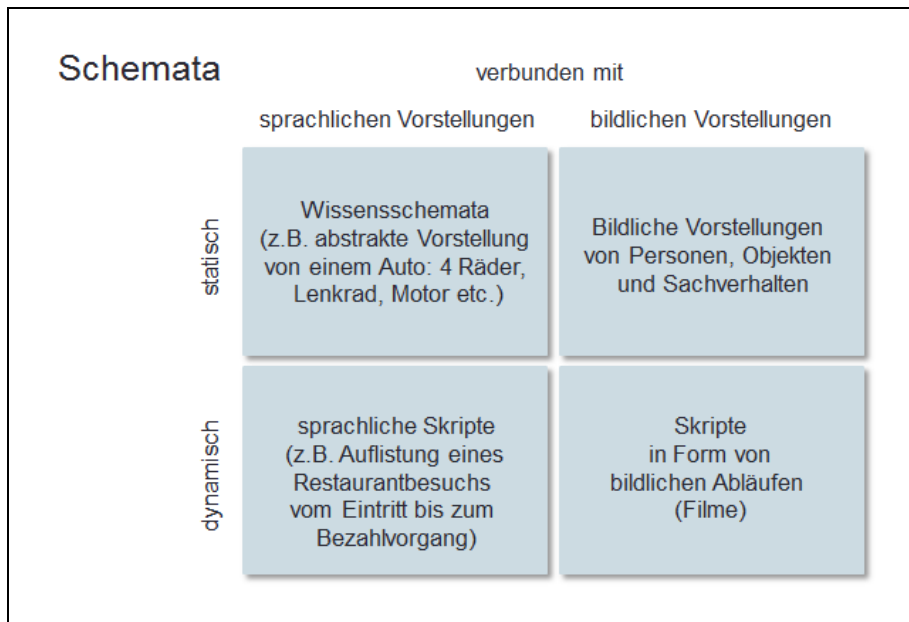 Schemata
verbunden mit
sprachlichen Vorstellungen
bildlichen Vorstellungen
statisch
Wissensschemata
(z.B. abstrakte Vorstellung
von einem Auto: 4 Räder,
Lenkrad, Motor etc.)
Bildliche Vorstellungen
von Personen, Objekten
und Sachverhalten
dynamisch
sprachliche Skripte
(z.B. Auflistung eines
Restaurantbesuchs
vom Eintritt bis zum
Bezahlvorgang)
Skripte
in Form von
bildlichen Abläufen
(Filme)